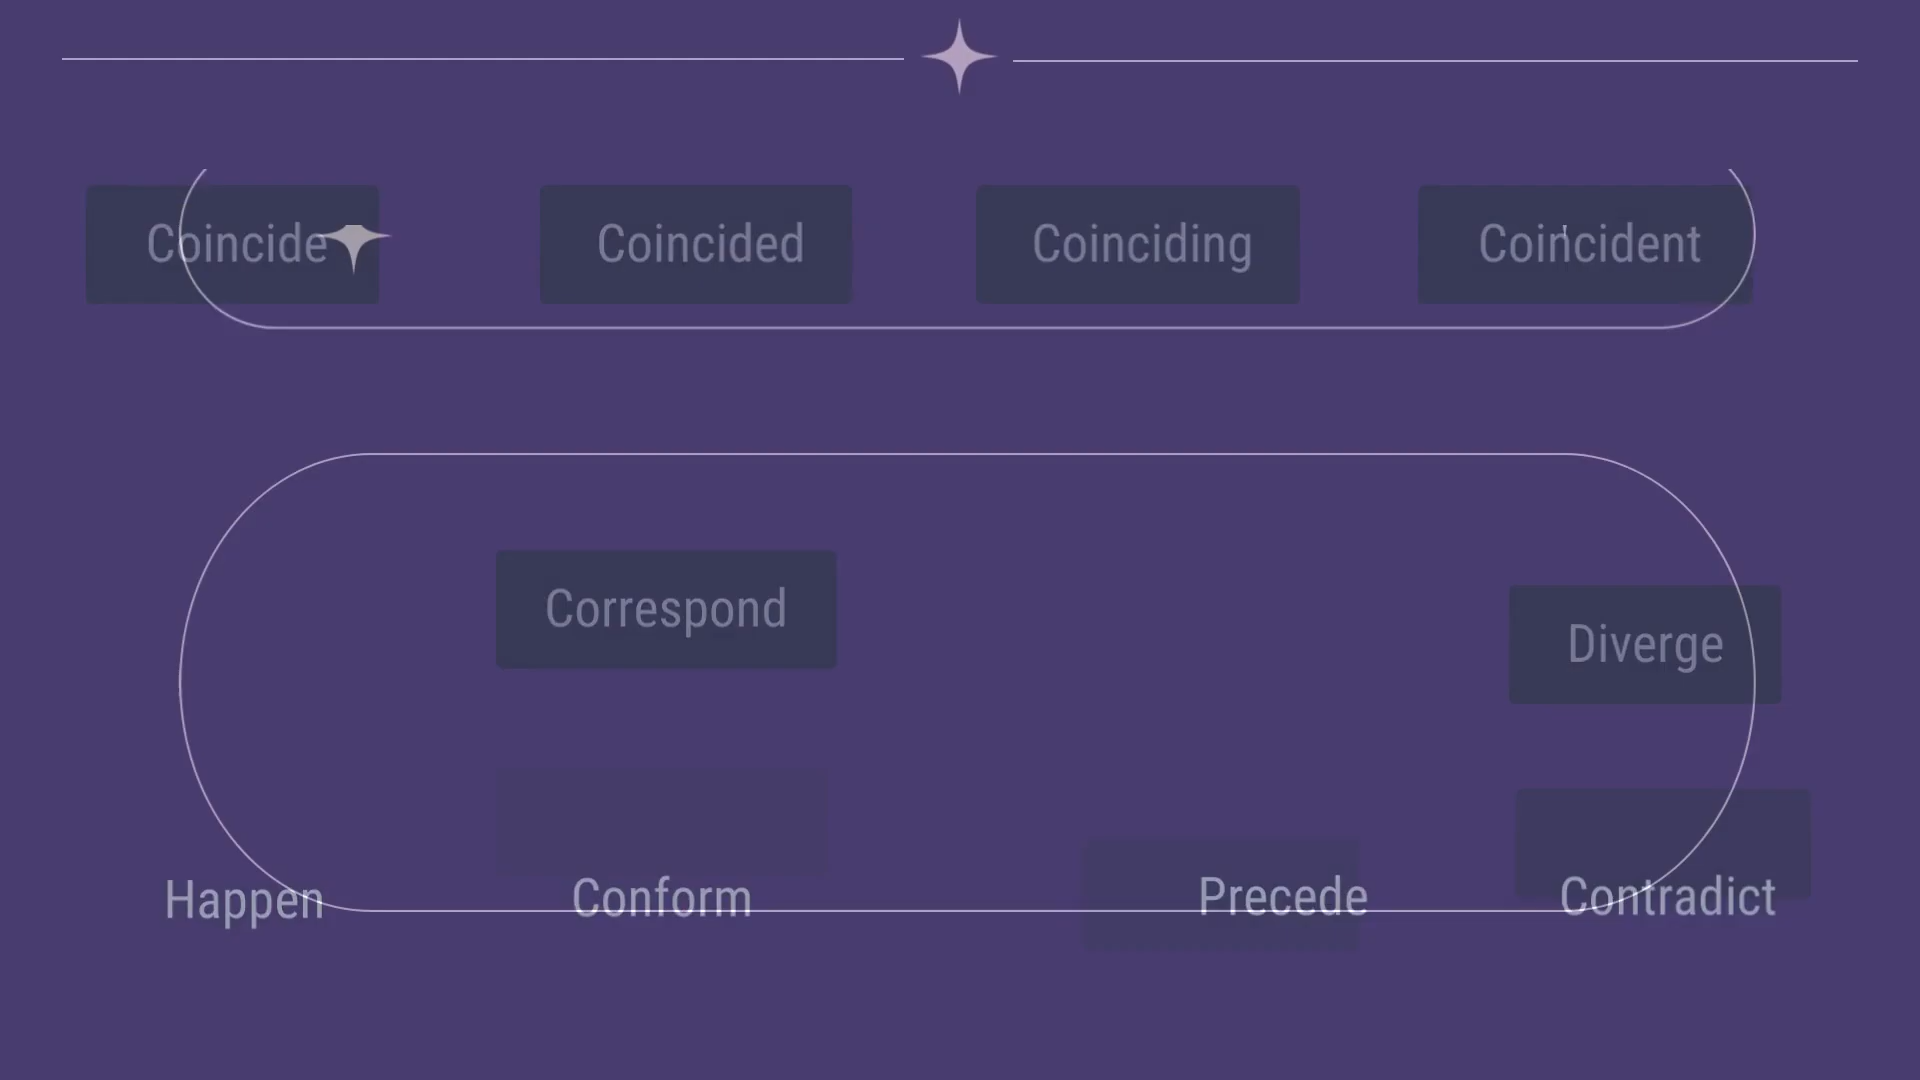 Coincide
Coincided
Coinciding
Coincident
Correspond
Diverge
Happen
Conform
Precede
Contradict